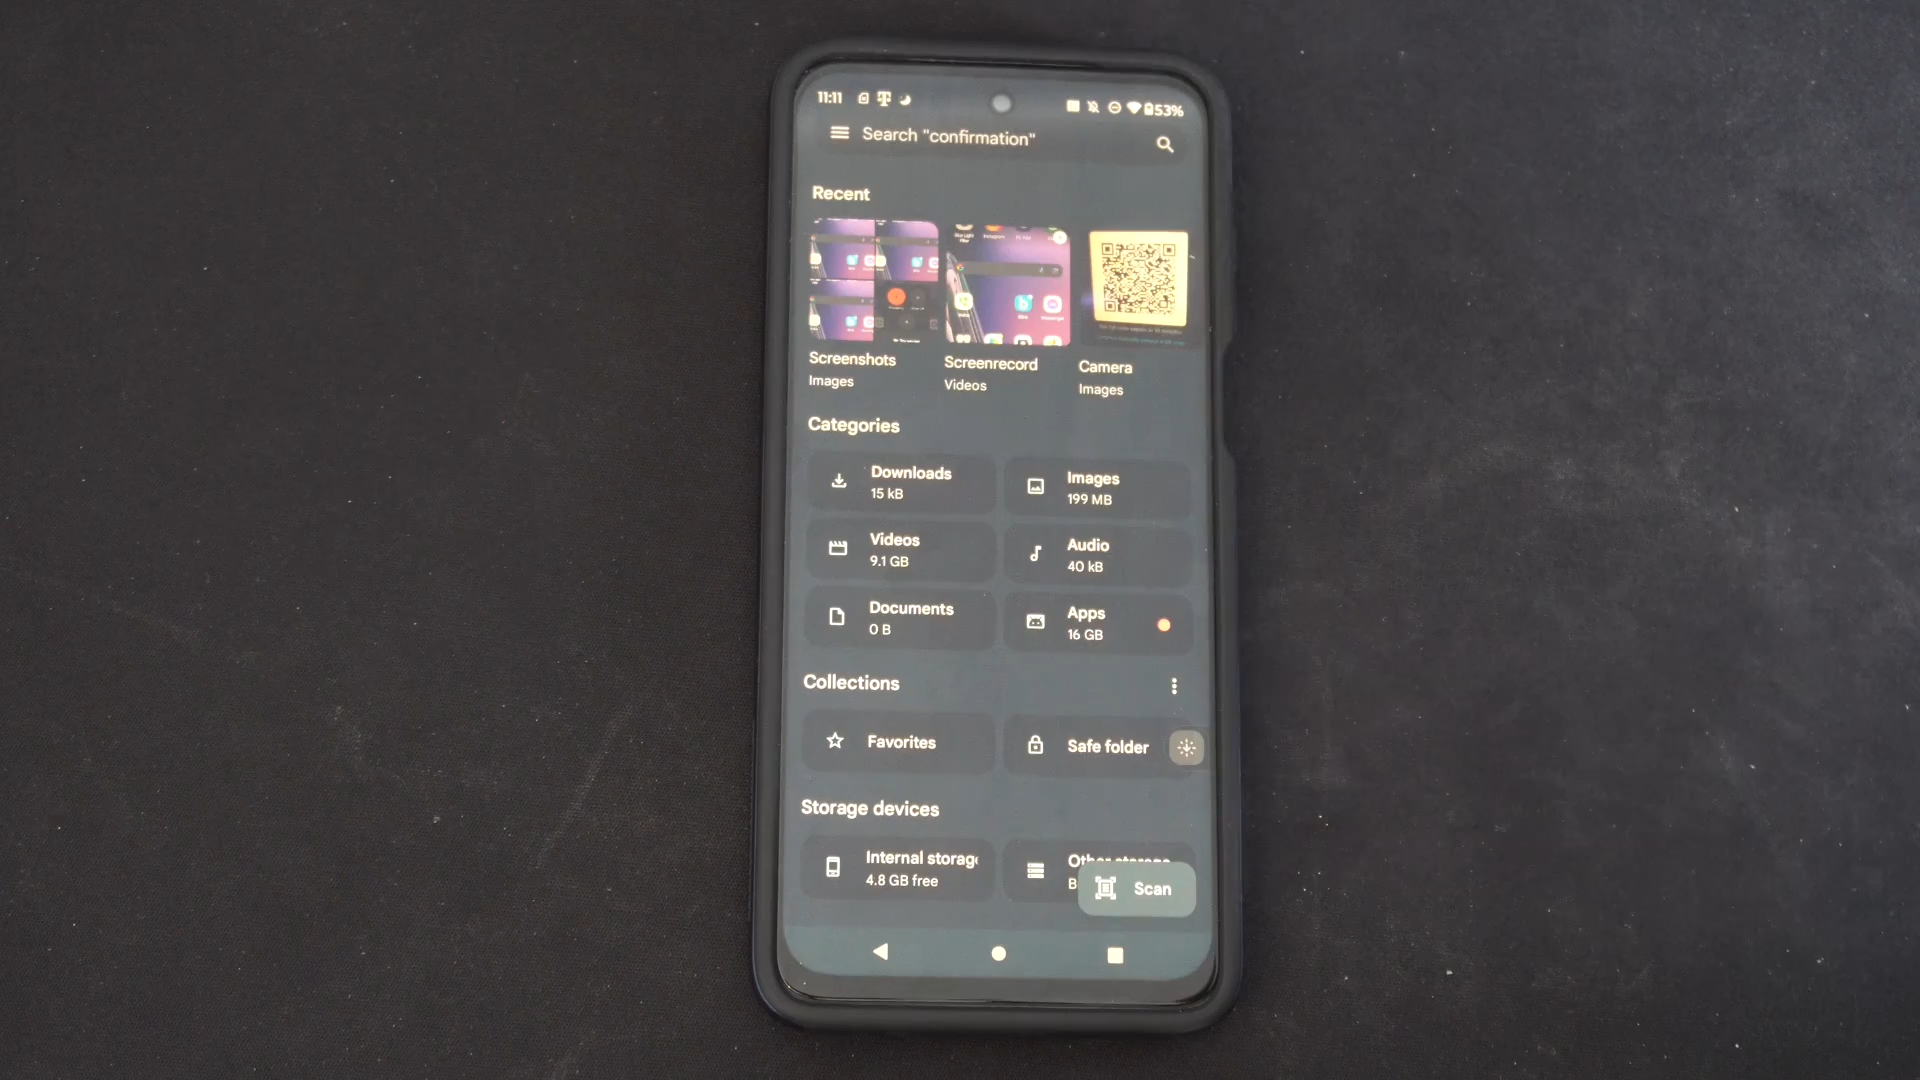 11:11
53%
Search "confirmation"
Recent
Screenshots
Images
Screenrecord
Videos
Camera
Images
Categories
Downloads
15 kB
Images
199 MB
Videos
9.1 GB
Audio
40 kB
Documents
0 B
Apps
16 GB
Collections
Favorites
Safe folder
Storage devices
Internal storag
4.8 GB free
Other storage
B
Scan